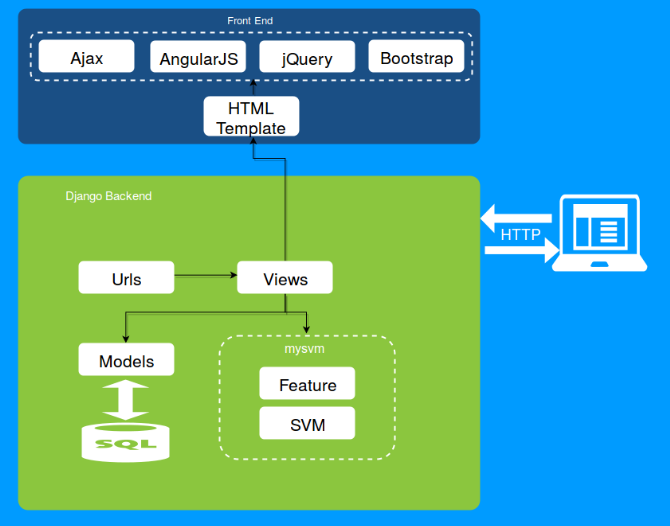 Front End
Ajax
AngularJS
jQuery
Bootstrap
HTML
Template
Django Backend
HTTP
Urls
Views
Models
mysvm
Feature
SVM
SQL